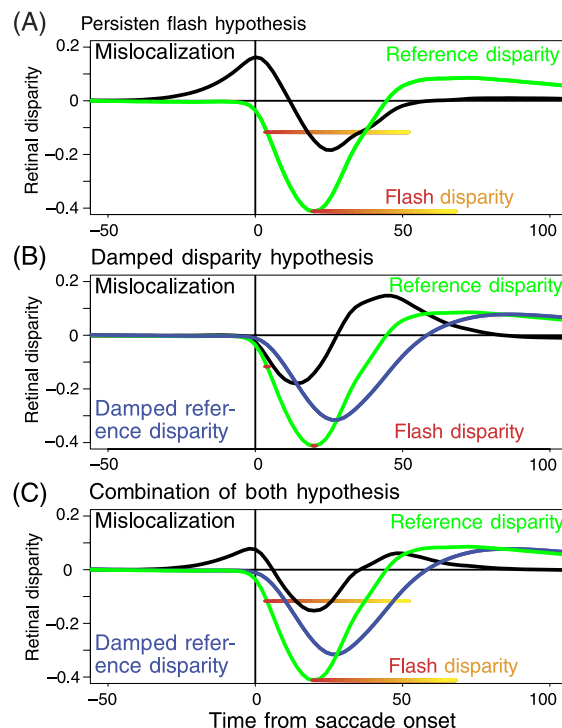 (A) Persisten flash hypothesis
Mislocalization
Reference disparity
Flash disparity
Retinal disparity
0.2
0
−0.2
−0.4
−50 0 50 100
(B) Damped disparity hypothesis
Mislocalization
Reference disparity
Damped refer-
ence disparity
Flash disparity
Retinal disparity
0.2
0
−0.2
−0.4
−50 0 50 100
(C) Combination of both hypothesis
Mislocalization
Reference disparity
Damped refer-
ence disparity
Flash disparity
Retinal disparity
0.2
0
−0.2
−0.4
−50 0 50 100
Time from saccade onset